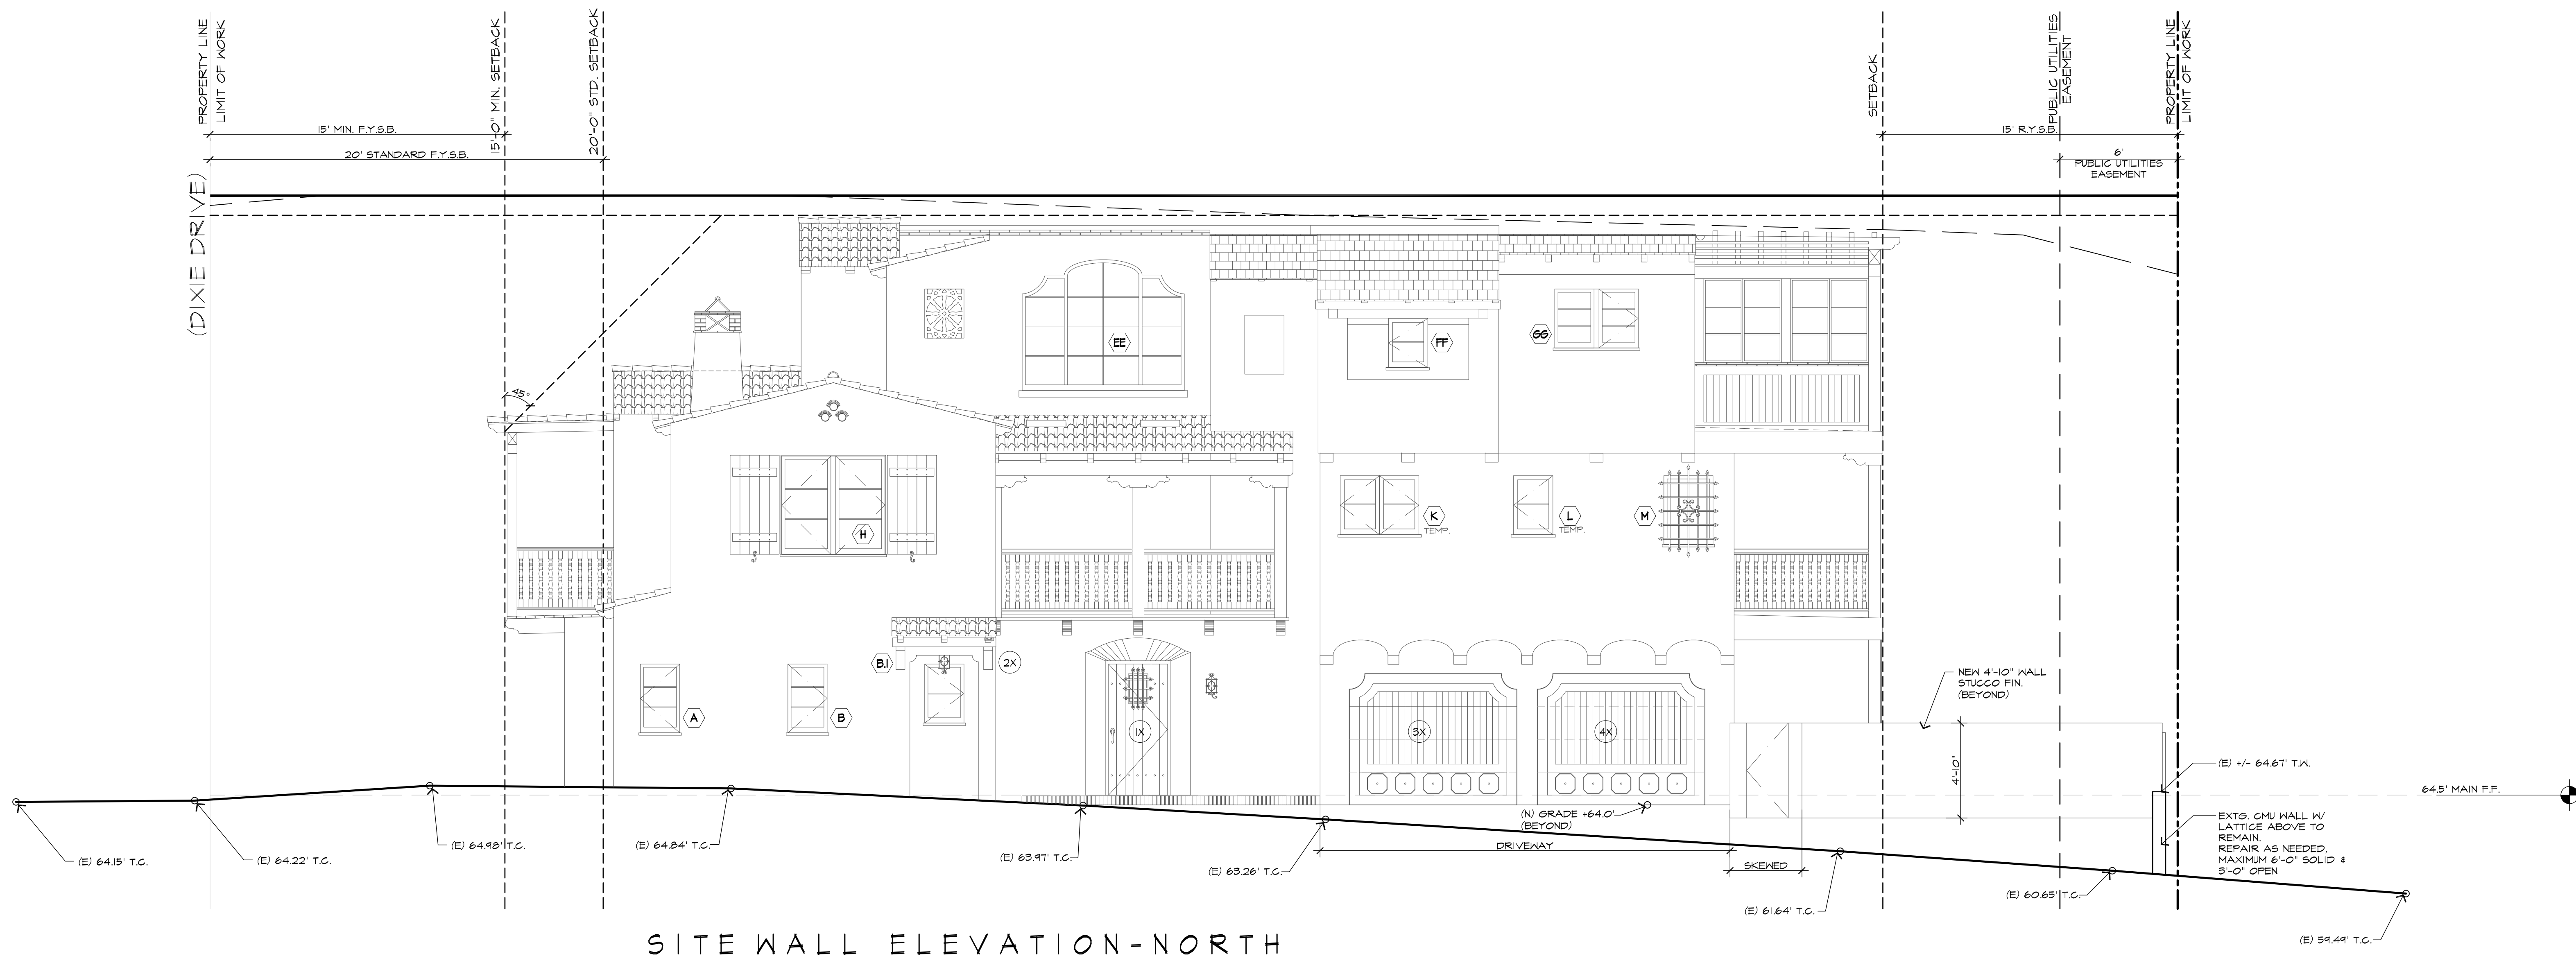 PROPERTY LINE
LIMIT OF WORK
15'-0" MIN. SETBACK
20'-0" STD. SETBACK
SETBACK
PUBLIC UTILITIES
EASEMENT
PROPERTY LINE
LIMIT OF WORK
15' MIN. F.Y.S.B.
15' R.Y.S.B.
20' STANDARD F.Y.S.B.
6'
PUBLIC UTILITIES
EASEMENT
(DIXIE DRIVE)
45°
EE
FF
GG
H
K
TEMP.
L
TEMP.
M
B.1
2X
A
B
1X
3X
4X
NEW 4'-10" WALL
STUCCO FIN.
(BEYOND)
4'-10"
(E) +/- 64.67' T.W.
64.5' MAIN F.F.
(N) GRADE +64.0'
(BEYOND)
EXTG. CMU WALL W/
LATTICE ABOVE TO
REMAIN.
REPAIR AS NEEDED,
MAXIMUM 6'-0" SOLID &
3'-0" OPEN
DRIVEWAY
SKEWED
(E) 64.15' T.C.
(E) 64.22' T.C.
(E) 64.98' T.C.
(E) 64.84' T.C.
(E) 63.97' T.C.
(E) 63.26' T.C.
(E) 61.64' T.C.
(E) 60.65' T.C.
(E) 59.49' T.C.
SITE WALL ELEVATION-NORTH